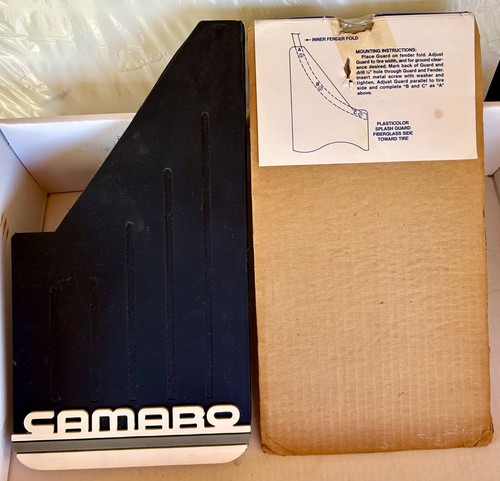 INNER FENDER FOLD
MOUNTING INSTRUCTIONS:
Place Guard on fender fold. Adjust
Guard to tire width, and for ground clear-
ance desired. Mark back of Guard and
drill ⅛" hole through Guard and Fender.
Insert metal screw with washer and
tighten. Adjust Guard parallel to tire
side and complete "B and C" as "A"
above.
A
B
C
PLASTICOLOR
SPLASH GUARD
FIBERGLASS SIDE
TOWARD TIRE
CAMARO